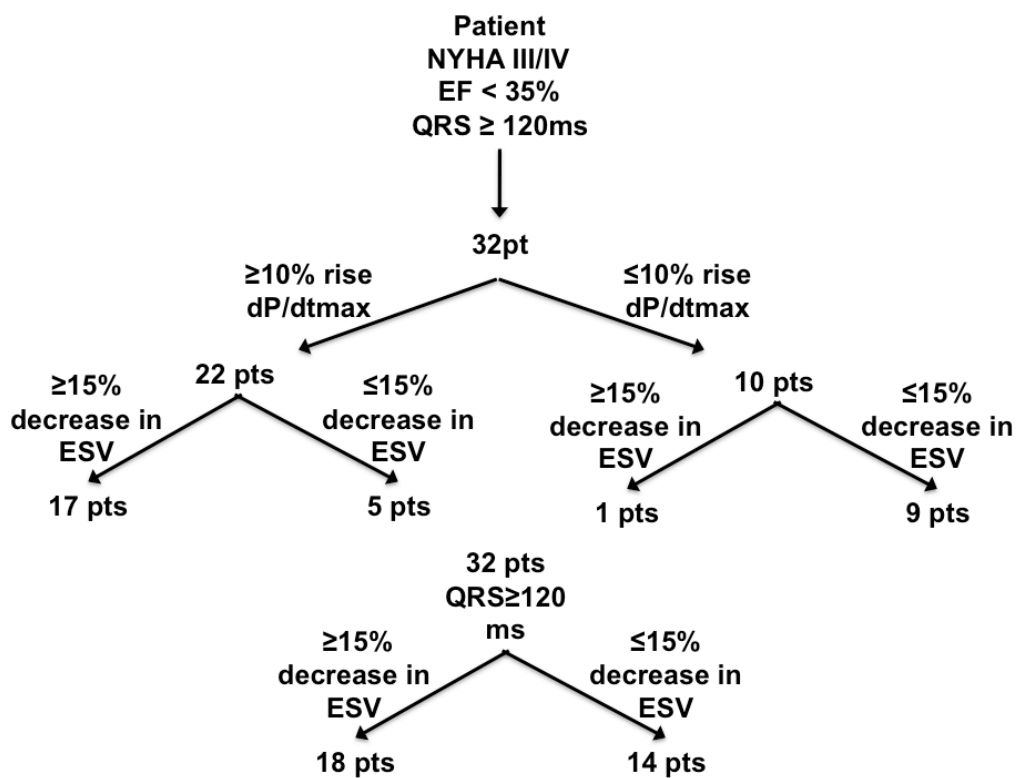 Patient
NYHA III/IV
EF < 35%
QRS ≥ 120ms
32pt
≥10% rise
dP/dtmax
≤10% rise
dP/dtmax
22 pts
10 pts
≥15%
decrease in
ESV
≤15%
decrease in
ESV
≥15%
decrease in
ESV
≤15%
decrease in
ESV
17 pts
5 pts
1 pts
9 pts
32 pts
QRS≥120
ms
≥15%
decrease in
ESV
≤15%
decrease in
ESV
18 pts
14 pts